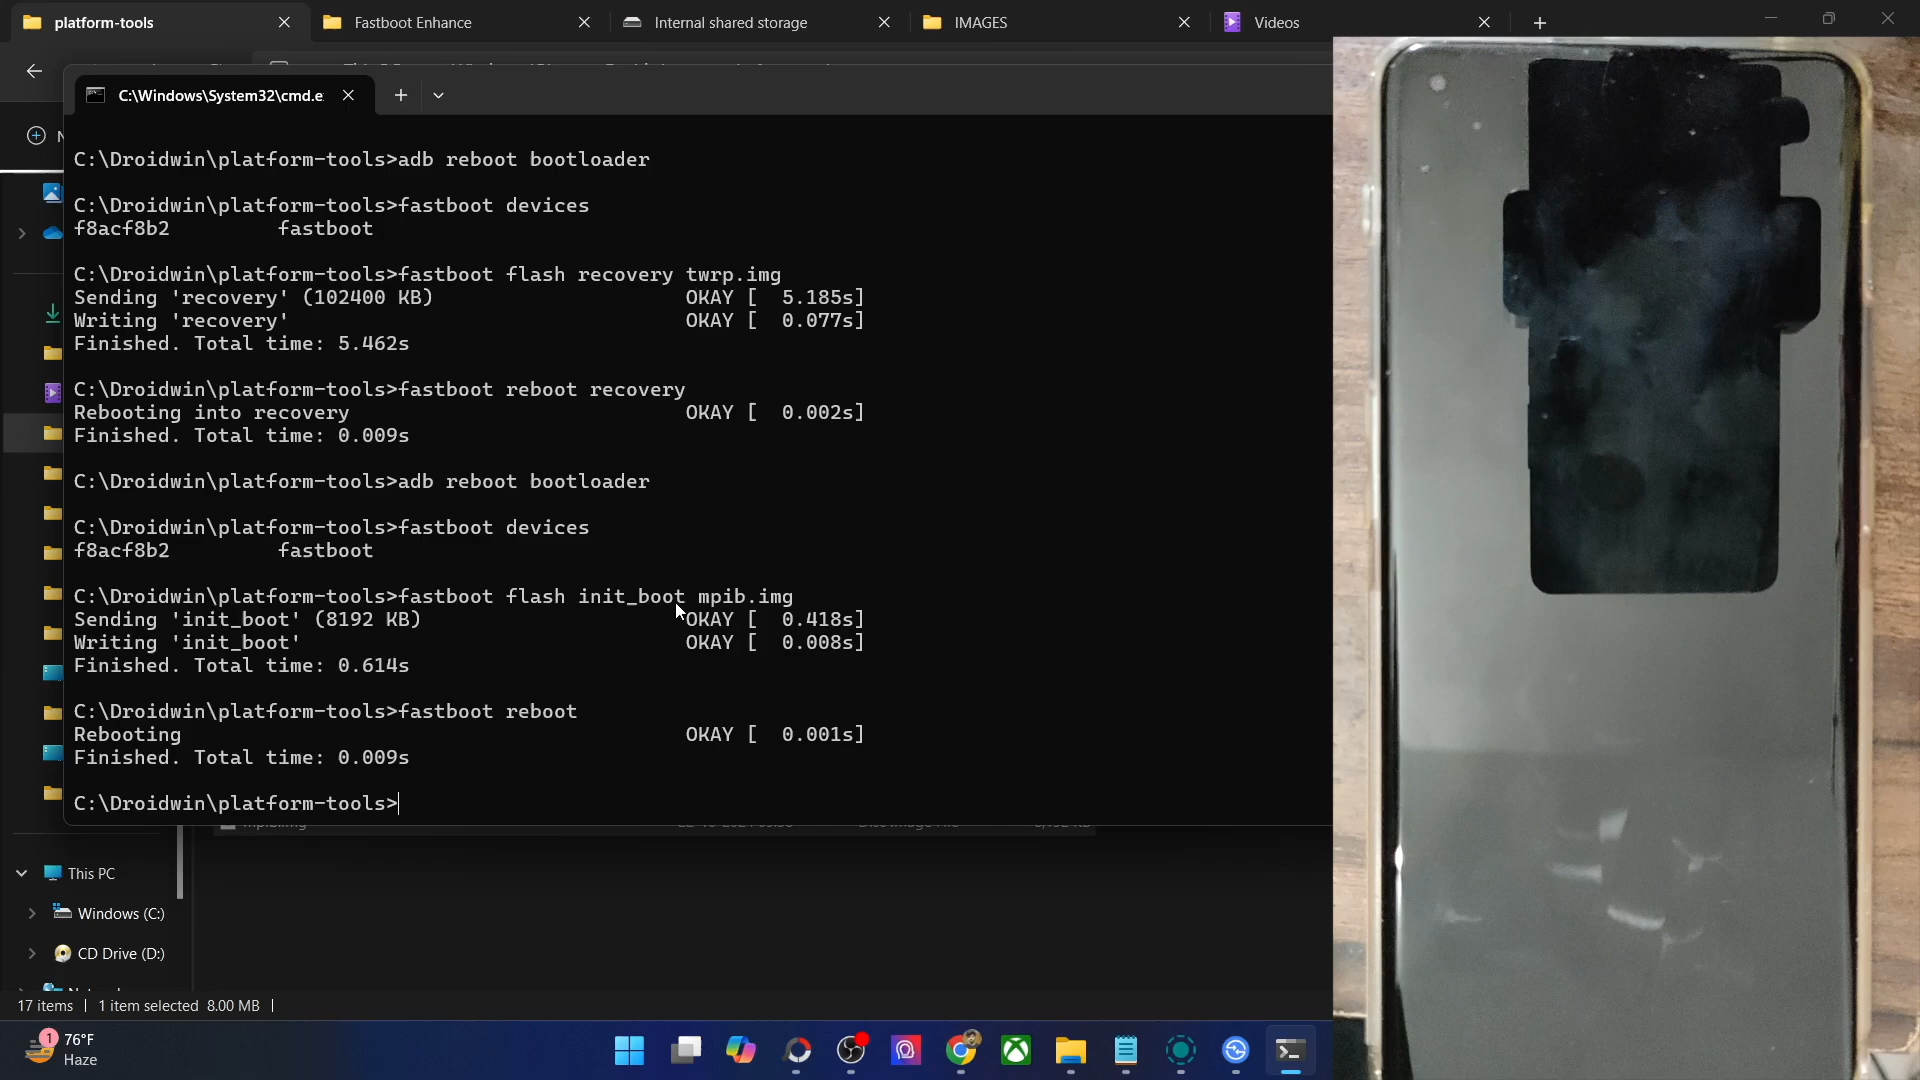 platform-tools
Fastboot Enhance
Internal shared storage
IMAGES
Videos
C:\Windows\System32\cmd.e
C:\Droidwin\platform-tools>adb reboot bootloader
C:\Droidwin\platform-tools>fastboot devices
f8acf8b2 fastboot
C:\Droidwin\platform-tools>fastboot flash recovery twrp.img
Sending 'recovery' (102400 KB) OKAY [ 5.185s]
Writing 'recovery' OKAY [ 0.077s]
Finished. Total time: 5.462s
C:\Droidwin\platform-tools>fastboot reboot recovery
Rebooting into recovery OKAY [ 0.002s]
Finished. Total time: 0.009s
C:\Droidwin\platform-tools>adb reboot bootloader
C:\Droidwin\platform-tools>fastboot devices
f8acf8b2 fastboot
C:\Droidwin\platform-tools>fastboot flash init_boot mpib.img
Sending 'init_boot' (8192 KB) OKAY [ 0.418s]
Writing 'init_boot' OKAY [ 0.008s]
Finished. Total time: 0.614s
C:\Droidwin\platform-tools>fastboot reboot
Rebooting OKAY [ 0.001s]
Finished. Total time: 0.009s
C:\Droidwin\platform-tools>
This PC
Windows (C:)
CD Drive (D:)
17 items | 1 item selected 8.00 MB |
1
76°F
Haze